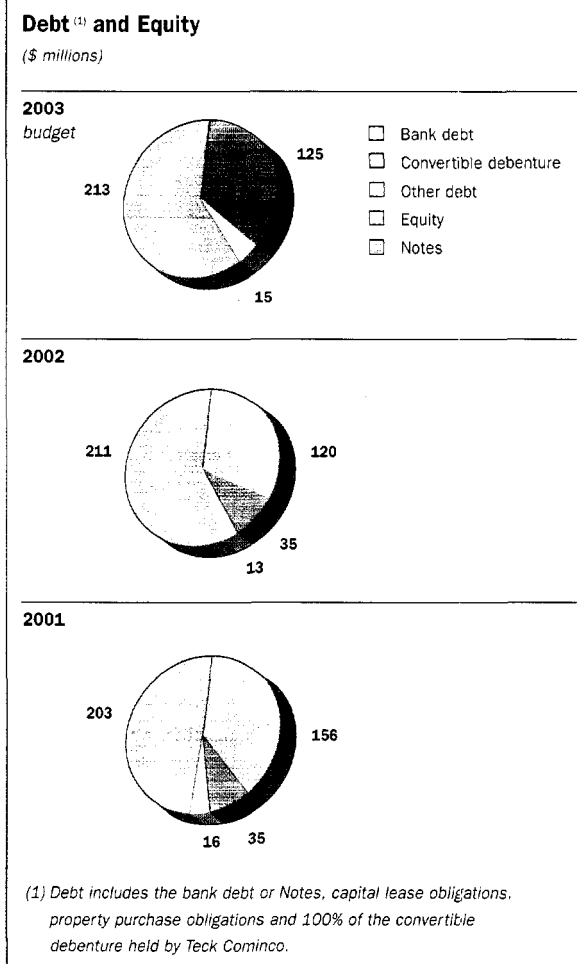 Debt (1) and Equity
($ millions)
2003
budget
125
213
15
Bank debt
Convertible debenture
Other debt
Equity
Notes
2002
211
120
35
13
2001
203
156
35
16
(1) Debt includes the bank debt or Notes, capital lease obligations,
property purchase obligations and 100% of the convertible
debenture held by Teck Cominco.